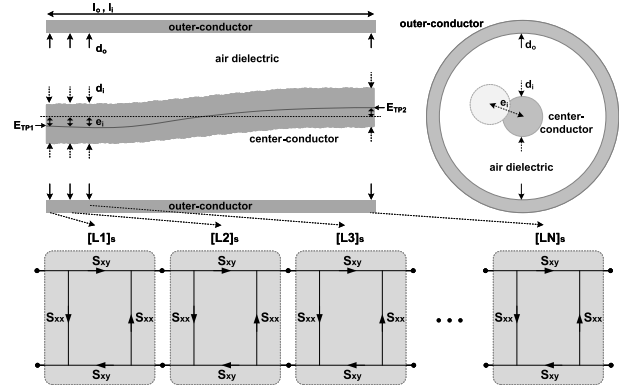 lₒ , lᵢ
outer-conductor
dₒ
air dielectric
dᵢ
E_TP1
eᵢ
E_TP2
center-conductor
outer-conductor
outer-conductor
dₒ
dᵢ
eᵢ
center-
conductor
air dielectric
[L1]ₛ
[L2]ₛ
[L3]ₛ
[LN]ₛ
Sxy
Sxy
Sxy
Sxy
Sxx
Sxx
Sxx
Sxx
Sxx
Sxx
Sxx
Sxx
Sxy
Sxy
Sxy
Sxy